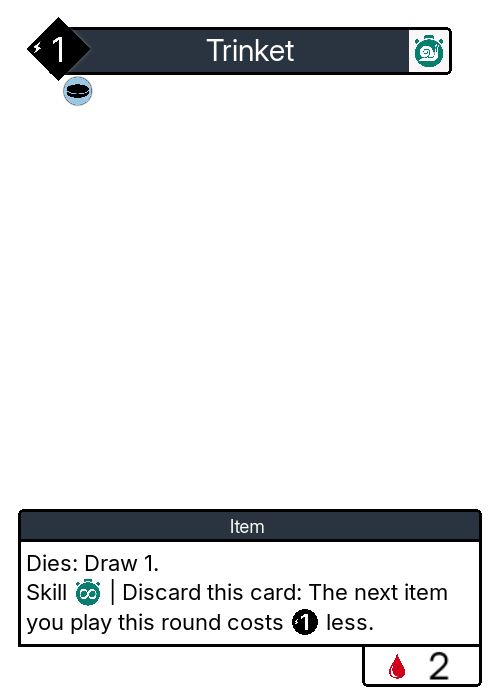 1 Trinket
Item
Dies: Draw 1.
Skill ∞ | Discard this card: The next item
you play this round costs 1 less.
2